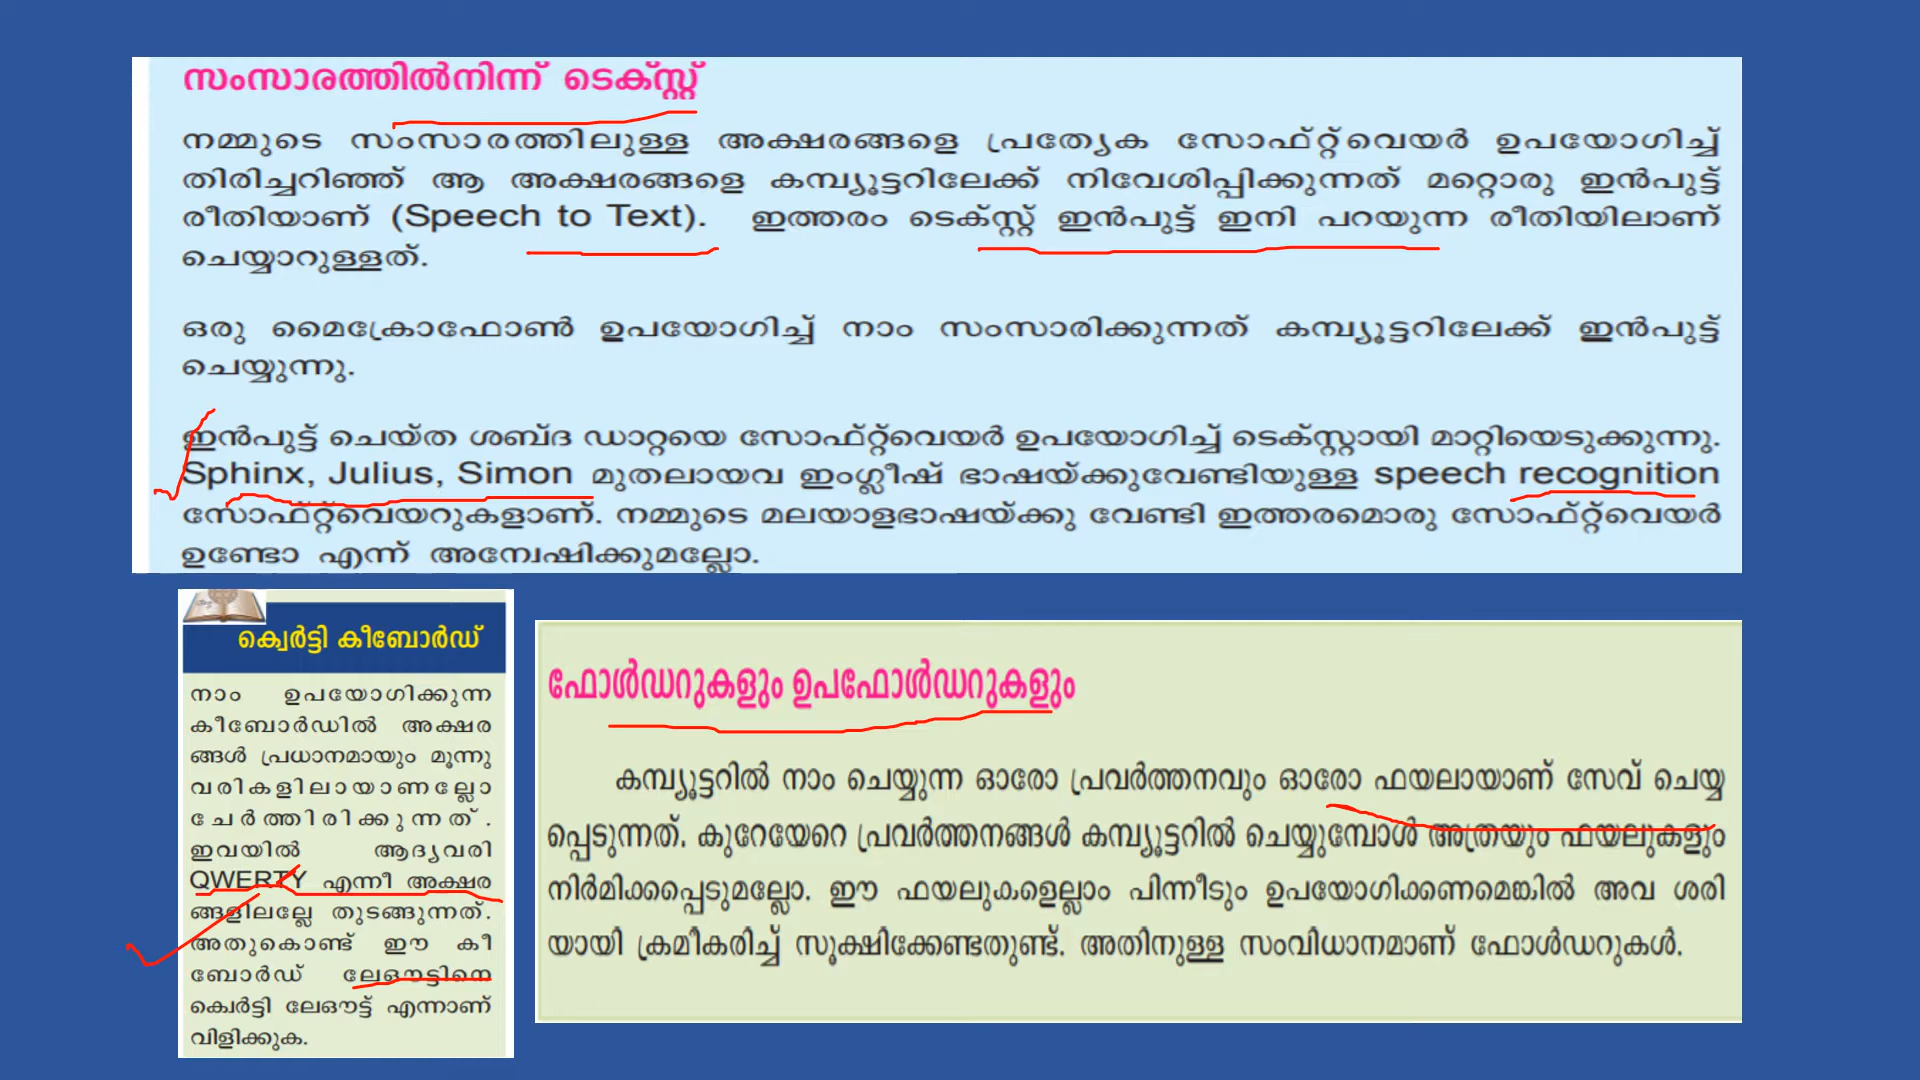 സംസാരത്തിൽനിന്ന് ടെക്സ്റ്റ്
നമ്മുടെ സംസാരത്തിലുള്ള അക്ഷരങ്ങളെ പ്രത്യേക സോഫ്റ്റ്‌വെയർ ഉപയോഗിച്ച്
തിരിച്ചറിഞ്ഞ് ആ അക്ഷരങ്ങളെ കമ്പ്യൂട്ടറിലേക്ക് നിവേശിപ്പിക്കുന്നത് മറ്റൊരു ഇൻപുട്ട്
രീതിയാണ് (Speech to Text). ഇത്തരം ടെക്സ്റ്റ് ഇൻപുട്ട് ഇനി പറയുന്ന രീതിയിലാണ്
ചെയ്യാറുള്ളത്.
ഒരു മൈക്രോഫോൺ ഉപയോഗിച്ച് നാം സംസാരിക്കുന്നത് കമ്പ്യൂട്ടറിലേക്ക് ഇൻപുട്ട്
ചെയ്യുന്നു.
ഇൻപുട്ട് ചെയ്ത ശബ്ദ ഡാറ്റയെ സോഫ്റ്റ്‌വെയർ ഉപയോഗിച്ച് ടെക്സ്റ്റായി മാറ്റിയെടുക്കുന്നു.
Sphinx, Julius, Simon മുതലായവ ഇംഗ്ലീഷ് ഭാഷയ്ക്കുവേണ്ടിയുള്ള speech recognition
സോഫ്റ്റ്‌വെയറുകളാണ്. നമ്മുടെ മലയാളഭാഷയ്ക്കു വേണ്ടി ഇത്തരമൊരു സോഫ്റ്റ്‌വെയർ
ഉണ്ടോ എന്ന് അന്വേഷിക്കുമല്ലോ.
ക്വെർട്ടി കീബോർഡ്
നാം ഉപയോഗിക്കുന്ന
കീബോർഡിൽ അക്ഷര
ങ്ങൾ പ്രധാനമായും മൂന്നു
വരികളിലായാണല്ലോ
ചേർത്തിരിക്കുന്നത്.
ഇവയിൽ ആദ്യവരി
QWERTY എന്നീ അക്ഷര
ങ്ങളിലല്ലേ തുടങ്ങുന്നത്.
അതുകൊണ്ട് ഈ കീ
ബോർഡ് ലേഔട്ടിനെ
ക്വെർട്ടി ലേഔട്ട് എന്നാണ്
വിളിക്കുക.
ഫോൾഡറുകളും ഉപഫോൾഡറുകളും
കമ്പ്യൂട്ടറിൽ നാം ചെയ്യുന്ന ഓരോ പ്രവർത്തനവും ഓരോ ഫയലായാണ് സേവ് ചെയ്യ
പ്പെടുന്നത്. കുറേയേറെ പ്രവർത്തനങ്ങൾ കമ്പ്യൂട്ടറിൽ ചെയ്യുമ്പോൾ അത്രയും ഫയലുകളും
നിർമിക്കപ്പെടുമല്ലോ. ഈ ഫയലുകളെല്ലാം പിന്നീടും ഉപയോഗിക്കണമെങ്കിൽ അവ ശരി
യായി ക്രമീകരിച്ച് സൂക്ഷിക്കേണ്ടതുണ്ട്. അതിനുള്ള സംവിധാനമാണ് ഫോൾഡറുകൾ.